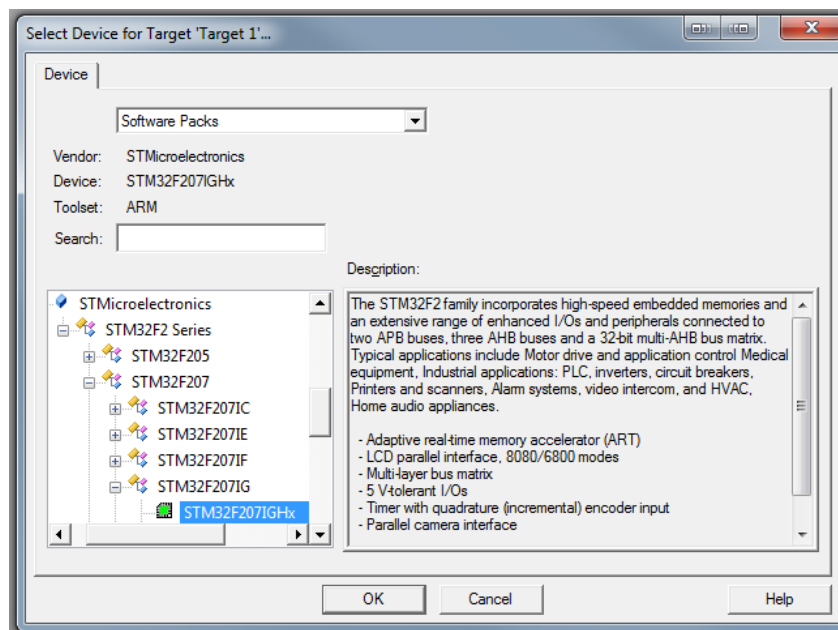 Select Device for Target 'Target 1'...
Device
Software Packs
Vendor: STMicroelectronics
Device: STM32F207IGHx
Toolset: ARM
Search:
Description:
STMicroelectronics
STM32F2 Series
STM32F205
STM32F207
STM32F207IC
STM32F207IE
STM32F207IF
STM32F207IG
STM32F207IGHx
The STM32F2 family incorporates high-speed embedded memories and
an extensive range of enhanced I/Os and peripherals connected to
two APB buses, three AHB buses and a 32-bit multi-AHB bus matrix.
Typical applications include Motor drive and application control Medical
equipment, Industrial applications: PLC, inverters, circuit breakers,
Printers and scanners, Alarm systems, video intercom, and HVAC,
Home audio appliances.
- Adaptive real-time memory accelerator (ART)
- LCD parallel interface, 8080/6800 modes
- Multi-layer bus matrix
- 5 V-tolerant I/Os
- Timer with quadrature (incremental) encoder input
- Parallel camera interface
OK
Cancel
Help